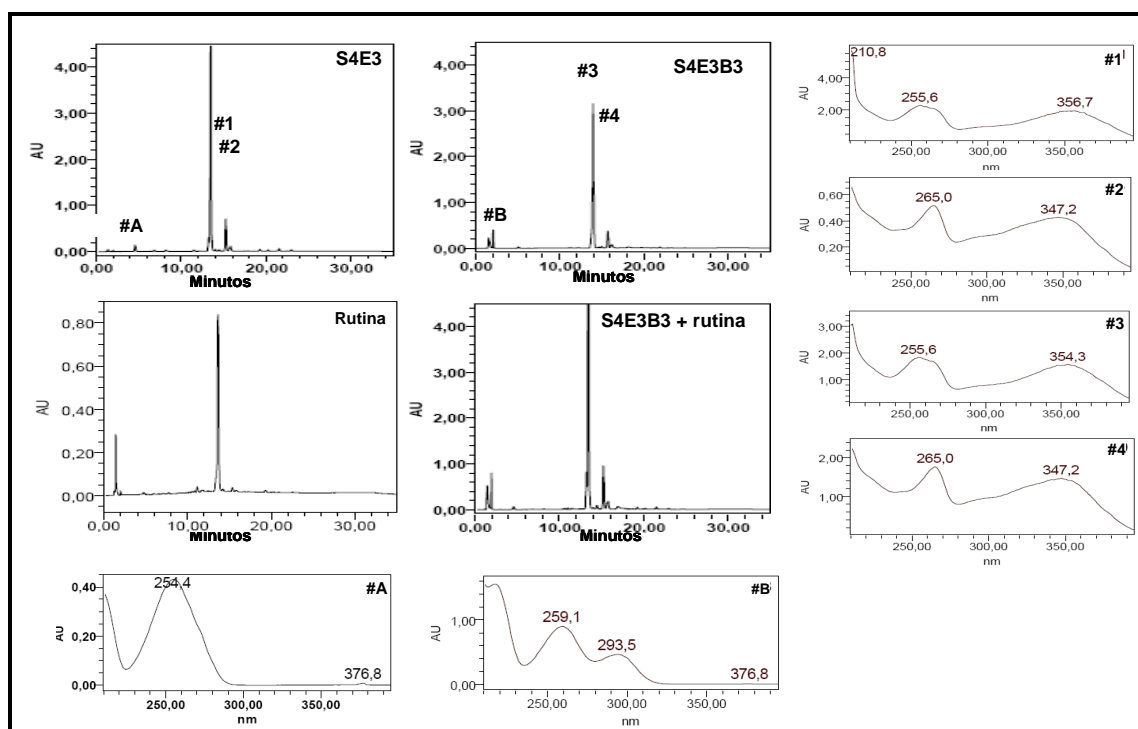 S4E3
4,00
3,00
2,00
1,00
0,00
AU
#1
#2
#A
0,00 10,00 20,00 30,00
Minutos
S4E3B3
4,00
3,00
2,00
1,00
0,00
AU
#3
#4
#B
0,00 10,00 20,00 30,00
Minutos
#1
210,8
255,6
356,7
4,00
2,00
AU
250,00 300,00 350,00
nm
#2
265,0
347,2
0,60
0,40
0,20
AU
250,00 300,00 350,00
nm
Rutina
0,80
0,60
0,40
0,20
0,00
AU
0,00 10,00 20,00 30,00
Minutos
S4E3B3 + rutina
4,00
3,00
2,00
1,00
0,00
AU
0,00 10,00 20,00 30,00
Minutos
#3
255,6
354,3
3,00
2,00
1,00
AU
250,00 300,00 350,00
nm
#4
265,0
347,2
2,00
1,00
AU
250,00 300,00 350,00
nm
#A
254,4
376,8
0,40
0,20
0,00
AU
250,00 300,00 350,00
nm
#B
259,1
293,5
376,8
1,00
0,00
AU
250,00 300,00 350,00
nm